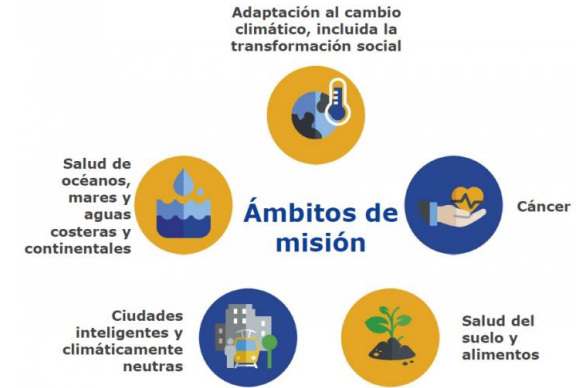 Adaptación al cambio
climático, incluida la
transformación social
Salud de
océanos,
mares y
aguas
costeras y
continentales
Ámbitos de
misión
Cáncer
Ciudades
inteligentes y
climáticamente
neutras
Salud del
suelo y
alimentos